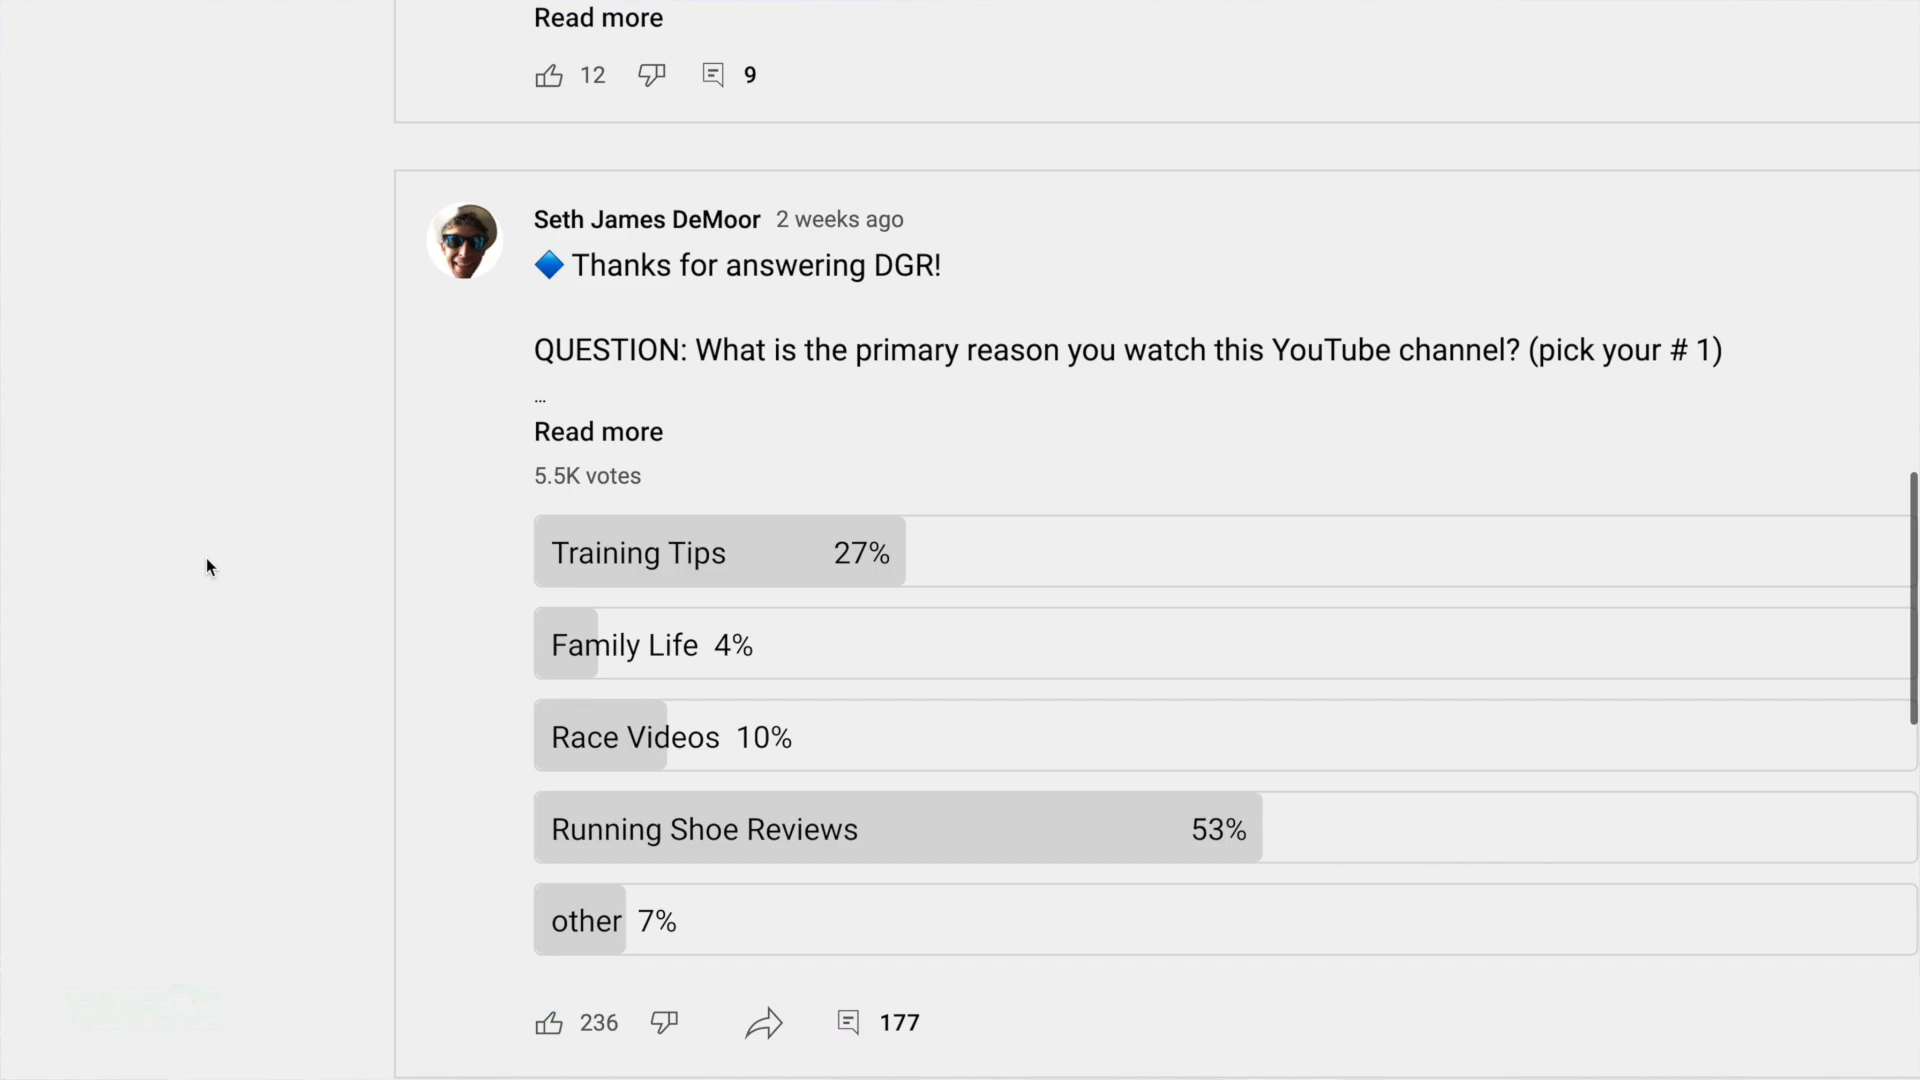 Read more
12 9
Seth James DeMoor 2 weeks ago
🔷 Thanks for answering DGR!
QUESTION: What is the primary reason you watch this YouTube channel? (pick your # 1)
...
Read more
5.5K votes
Training Tips 27%
Family Life 4%
Race Videos 10%
Running Shoe Reviews 53%
other 7%
236 177